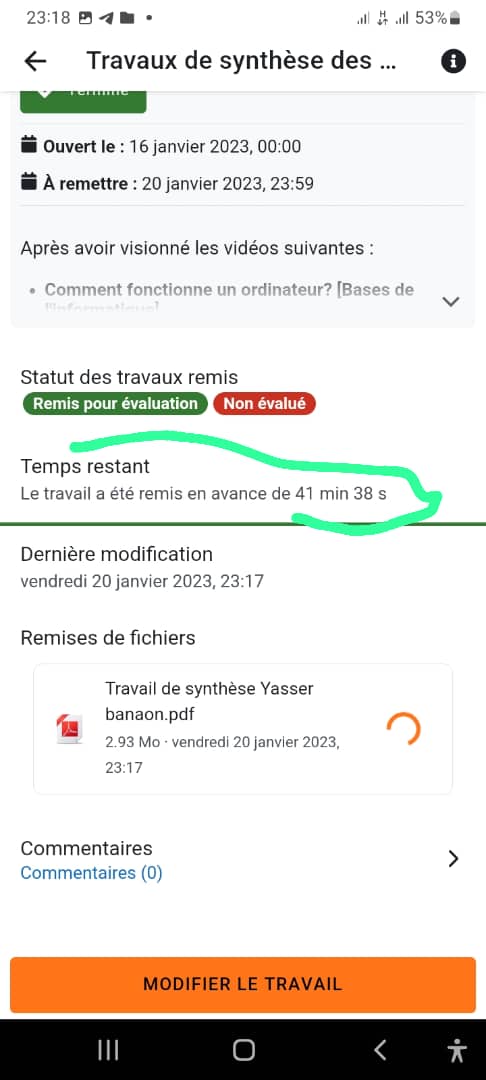 23:18
H
53%
Travaux de synthèse des ...
Terminé
Ouvert le : 16 janvier 2023, 00:00
À remettre : 20 janvier 2023, 23:59
Après avoir visionné les vidéos suivantes :
• Comment fonctionne un ordinateur? [Bases de
l'informatique]
Statut des travaux remis
Remis pour évaluation Non évalué
Temps restant
Le travail a été remis en avance de 41 min 38 s
Dernière modification
vendredi 20 janvier 2023, 23:17
Remises de fichiers
Travail de synthèse Yasser
banaon.pdf
2.93 Mo · vendredi 20 janvier 2023,
23:17
Commentaires
Commentaires (0)
MODIFIER LE TRAVAIL